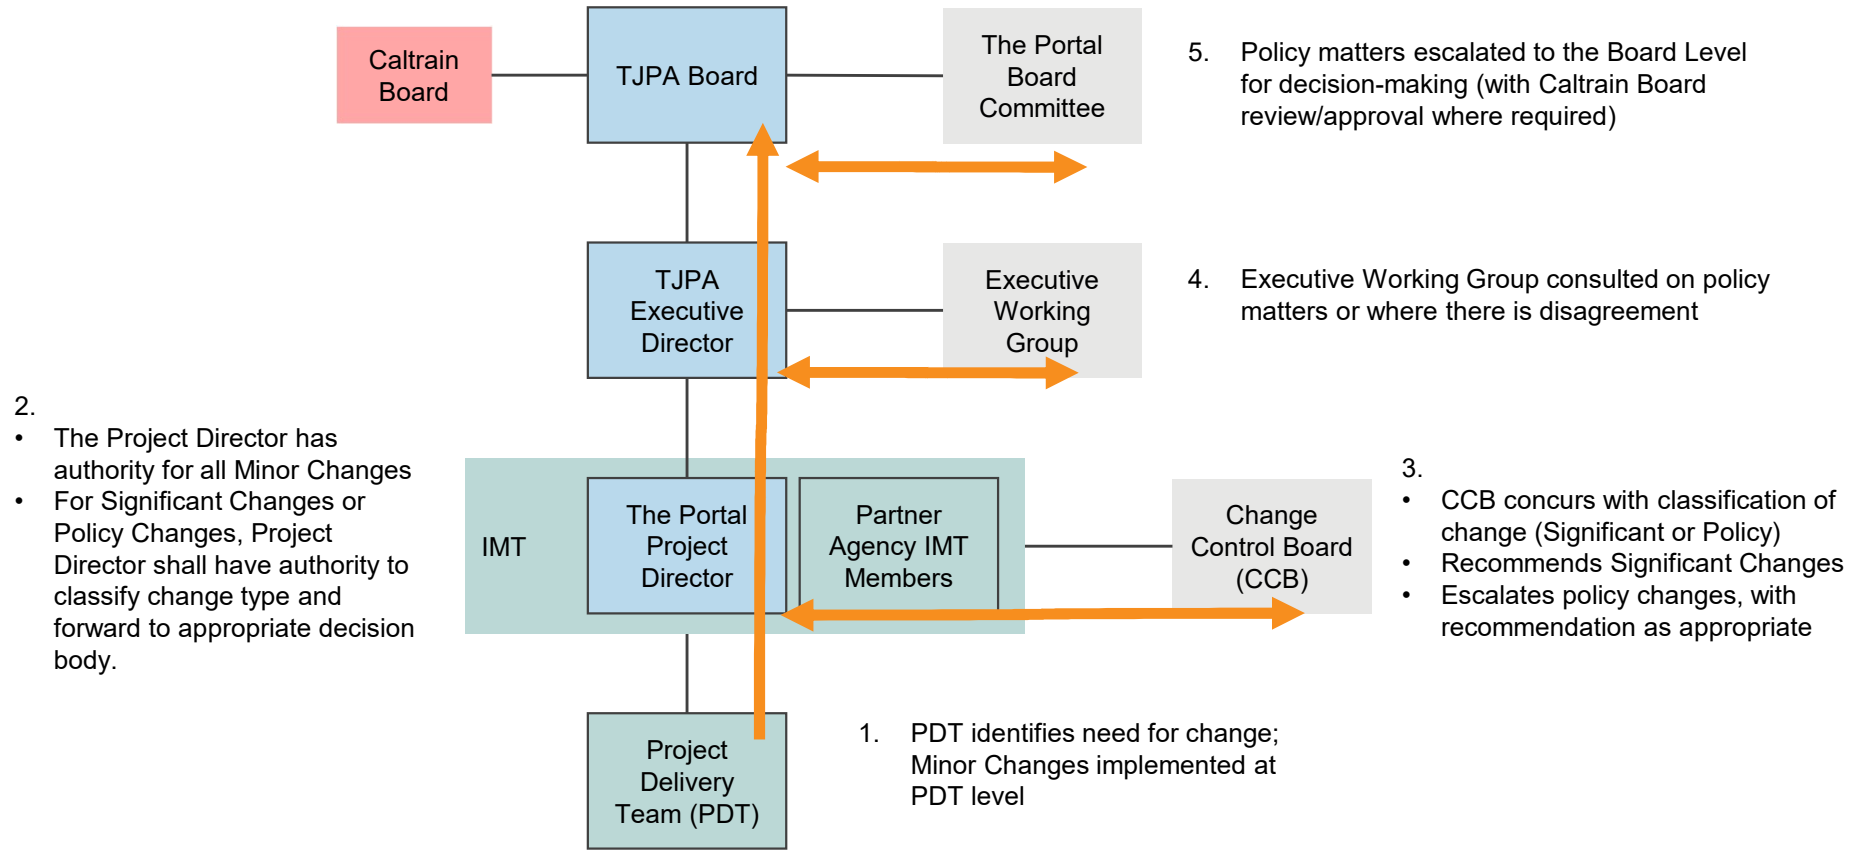 Caltrain
Board
TJPA Board
The Portal
Board
Committee
5. Policy matters escalated to the Board Level
for decision-making (with Caltrain Board
review/approval where required)
TJPA
Executive
Director
Executive
Working
Group
4. Executive Working Group consulted on policy
matters or where there is disagreement
2.
• The Project Director has
authority for all Minor Changes
• For Significant Changes or
Policy Changes, Project
Director shall have authority to
classify change type and
forward to appropriate decision
body.
IMT
The Portal
Project
Director
Partner
Agency IMT
Members
Change
Control Board
(CCB)
3.
• CCB concurs with classification of
change (Significant or Policy)
• Recommends Significant Changes
• Escalates policy changes, with
recommendation as appropriate
Project
Delivery
Team (PDT)
1. PDT identifies need for change;
Minor Changes implemented at
PDT level